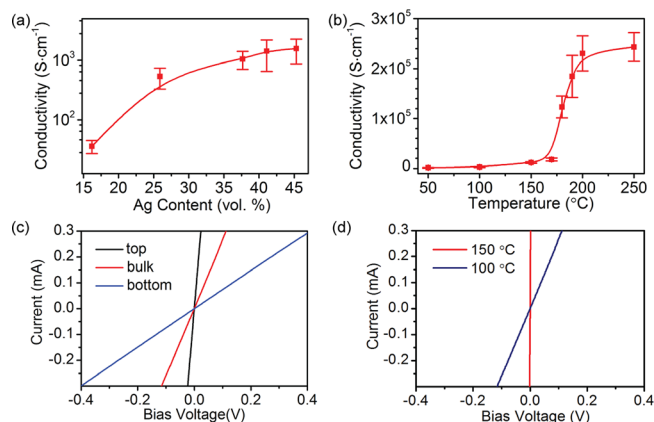 (a)
Conductivity (S·cm⁻¹)
10³
10²
15 20 25 30 35 40 45
Ag Content (vol. %)
(b)
Conductivity (S·cm⁻¹)
3x10⁵
2x10⁵
1x10⁵
0
50 100 150 200 250
Temperature (°C)
(c)
Current (mA)
0.3
0.2
0.1
0.0
-0.1
-0.2
top
bulk
bottom
-0.4 -0.2 0.0 0.2 0.4
Bias Voltage(V)
(d)
Current (mA)
0.3
0.2
0.1
0.0
-0.1
-0.2
150 °C
100 °C
-0.4 -0.2 0.0 0.2 0.4
Bias Voltage (V)